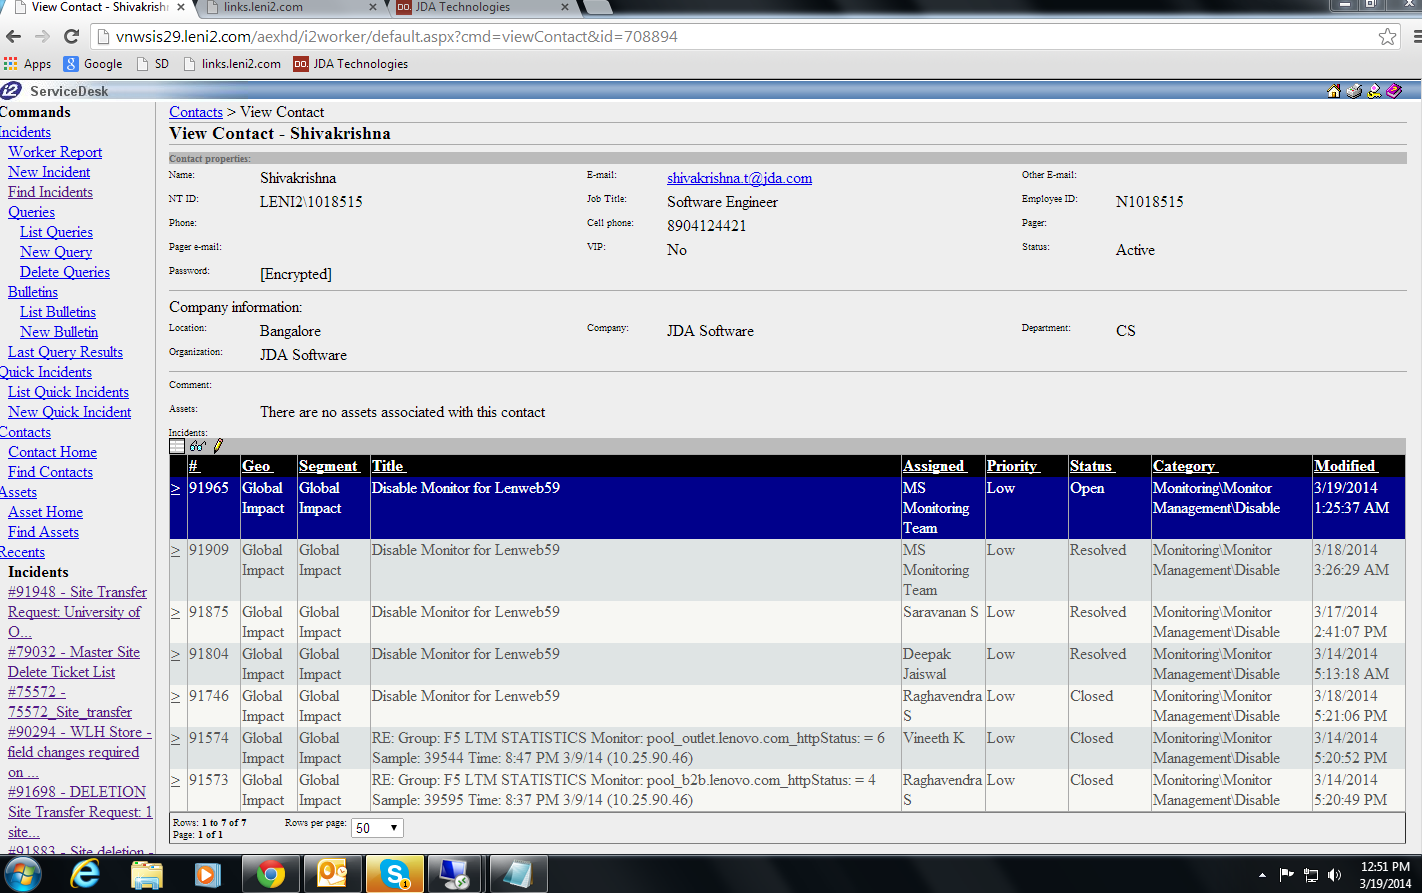 View Contact - Shivakrishn
links.leni2.com
DO. JDA Technologies
vnwsis29.leni2.com/aexhd/i2worker/default.aspx?cmd=viewContact&id=708894
Apps Google SD links.leni2.com DO. JDA Technologies
i2 ServiceDesk
Commands
Incidents
Worker Report
New Incident
Find Incidents
Queries
List Queries
New Query
Delete Queries
Bulletins
List Bulletins
New Bulletin
Last Query Results
Quick Incidents
List Quick Incidents
New Quick Incident
Contacts
Contact Home
Find Contacts
Assets
Asset Home
Find Assets
Recents
Incidents
#91948 - Site Transfer
Request: University of
O...
#79032 - Master Site
Delete Ticket List
#75572 -
75572_Site_transfer
#90294 - WLH Store -
field changes required
on ...
#91698 - DELETION
Site Transfer Request: 1
site...
#91883 - Site deletion -
Contacts > View Contact
View Contact - Shivakrishna
Contact properties:
Name: Shivakrishna E-mail: shivakrishna.t@jda.com Other E-mail:
NT ID: LENI2\1018515 Job Title: Software Engineer Employee ID: N1018515
Phone: Cell phone: 8904124421 Pager:
Pager e-mail: VIP: No Status: Active
Password: [Encrypted]
Company information:
Location: Bangalore Company: JDA Software Department: CS
Organization: JDA Software
Comment:
Assets: There are no assets associated with this contact
Incidents:
# Geo Segment Title Assigned Priority Status Category Modified
> 91965 Global Global Disable Monitor for Lenweb59 MS Low Open Monitoring\Monitor 3/19/2014
Impact Impact Monitoring Management\Disable 1:25:37 AM
Team
> 91909 Global Global Disable Monitor for Lenweb59 MS Low Resolved Monitoring\Monitor 3/18/2014
Impact Impact Monitoring Management\Disable 3:26:29 AM
Team
> 91875 Global Global Disable Monitor for Lenweb59 Saravanan S Low Resolved Monitoring\Monitor 3/17/2014
Impact Impact Management\Disable 2:41:07 PM
> 91804 Global Global Disable Monitor for Lenweb59 Deepak Low Resolved Monitoring\Monitor 3/14/2014
Impact Impact Jaiswal Management\Disable 5:13:18 AM
> 91746 Global Global Disable Monitor for Lenweb59 Raghavendra Low Closed Monitoring\Monitor 3/18/2014
Impact Impact S Management\Disable 5:21:06 PM
> 91574 Global Global RE: Group: F5 LTM STATISTICS Monitor: pool_outlet.lenovo.com_httpStatus: = 6 Vineeth K Low Closed Monitoring\Monitor 3/14/2014
Impact Impact Sample: 39544 Time: 8:47 PM 3/9/14 (10.25.90.46) Management\Disable 5:20:52 PM
> 91573 Global Global RE: Group: F5 LTM STATISTICS Monitor: pool_b2b.lenovo.com_httpStatus: = 4 Raghavendra Low Closed Monitoring\Monitor 3/14/2014
Impact Impact Sample: 39595 Time: 8:37 PM 3/9/14 (10.25.90.46) S Management\Disable 5:20:49 PM
Rows: 1 to 7 of 7 Rows per page: 50
Page: 1 of 1
12:51 PM
3/19/2014